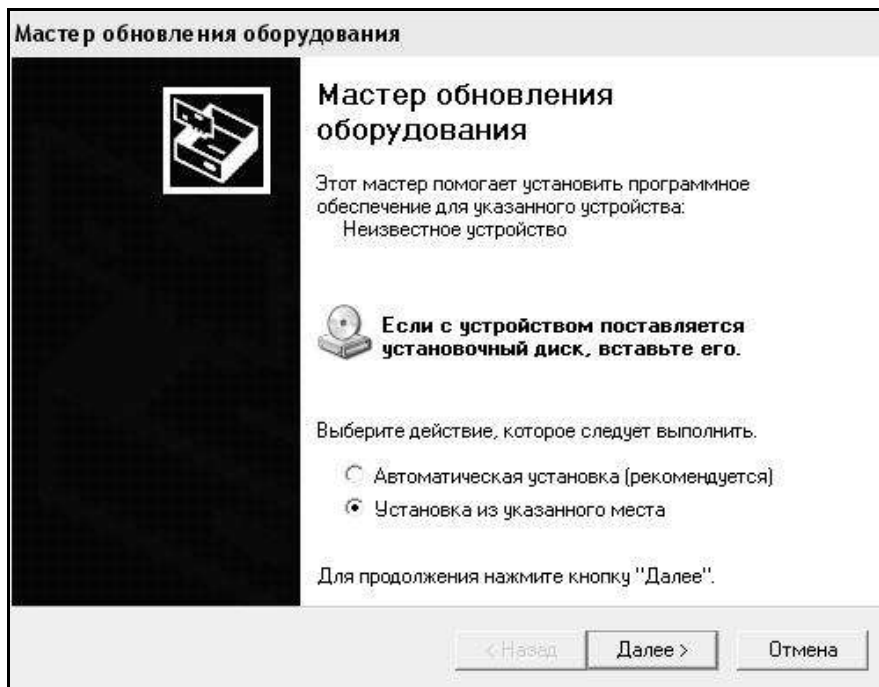 Мастер обновления оборудования
Мастер обновления
оборудования
Этот мастер помогает установить программное
обеспечение для указанного устройства:
Неизвестное устройство
Если с устройством поставляется
установочный диск, вставьте его.
Выберите действие, которое следует выполнить.
Автоматическая установка (рекомендуется)
Установка из указанного места
Для продолжения нажмите кнопку "Далее".
< Назад
Далее >
Отмена